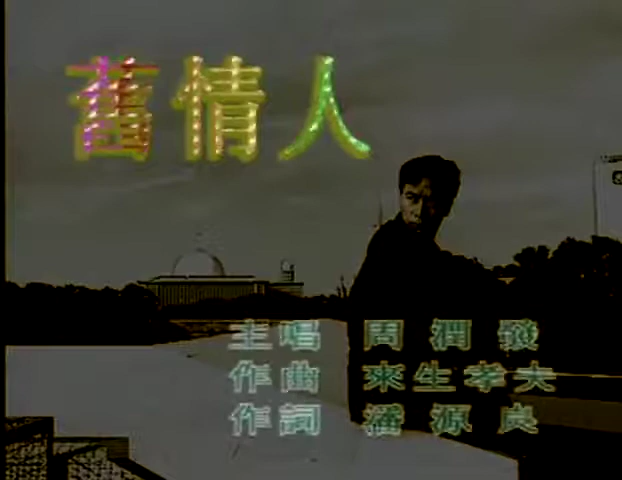 舊情人
主唱 周潤發
作曲 來生孝夫
作詞 潘源良